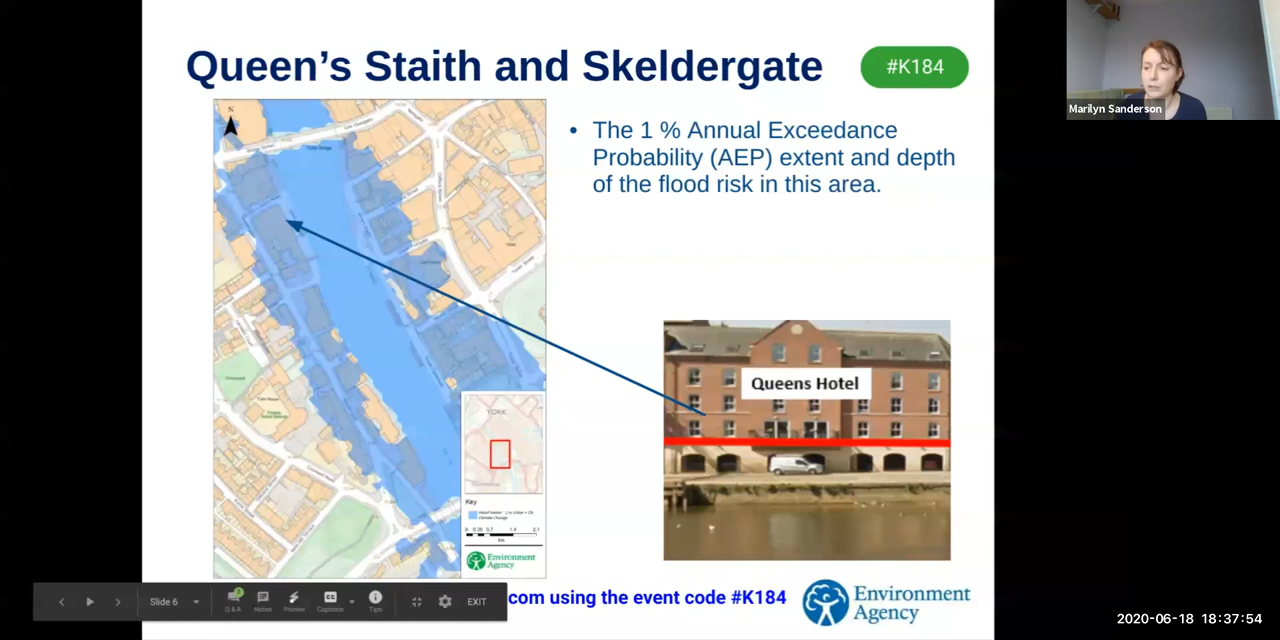 Queen's Staith and Skeldergate
#K184
Marilyn Sanderson
• The 1 % Annual Exceedance
Probability (AEP) extent and depth
of the flood risk in this area.
N
YORK
Key
Environment
Agency
Queens Hotel
Slide 6
Q & A
Notes
Pointer
Captions
Tips
EXIT
com using the event code #K184
Environment
Agency
2020-06-18 18:37:54